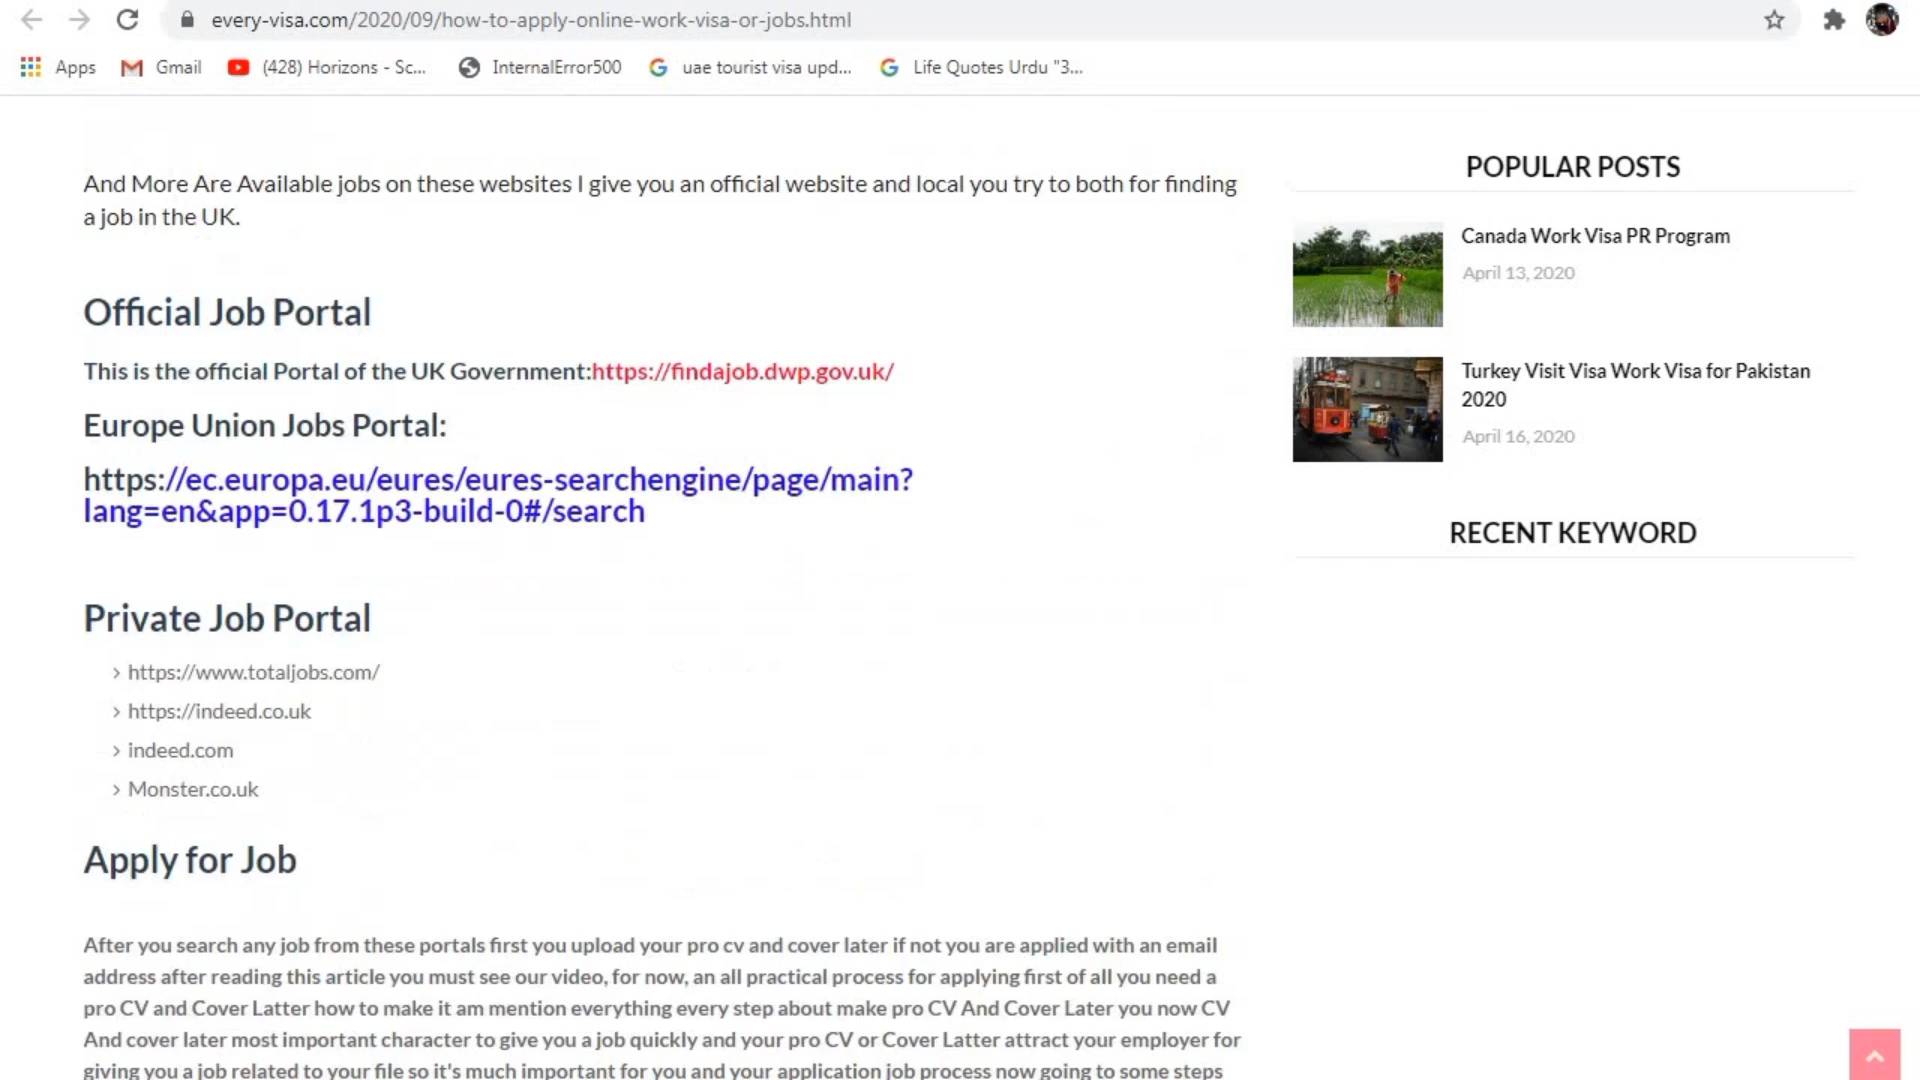 every-visa.com/2020/09/how-to-apply-online-work-visa-or-jobs.html
Apps
Gmail
(428) Horizons - Sc...
InternalError500
uae tourist visa upd...
Life Quotes Urdu "3...
And More Are Available jobs on these websites I give you an official website and local you try to both for finding
a job in the UK.
Official Job Portal
This is the official Portal of the UK Government:https://findajob.dwp.gov.uk/
Europe Union Jobs Portal:
https://ec.europa.eu/eures/eures-searchengine/page/main?
lang=en&app=0.17.1p3-build-0#/search
Private Job Portal
https://www.totaljobs.com/
https://indeed.co.uk
indeed.com
Monster.co.uk
Apply for Job
After you search any job from these portals first you upload your pro cv and cover later if not you are applied with an email
address after reading this article you must see our video, for now, an all practical process for applying first of all you need a
pro CV and Cover Latter how to make it am mention everything every step about make pro CV And Cover Later you now CV
And cover later most important character to give you a job quickly and your pro CV or Cover Latter attract your employer for
giving you a job related to your file so it's much important for you and your application job process now going to some steps
POPULAR POSTS
Canada Work Visa PR Program
April 13, 2020
Turkey Visit Visa Work Visa for Pakistan
2020
April 16, 2020
RECENT KEYWORD